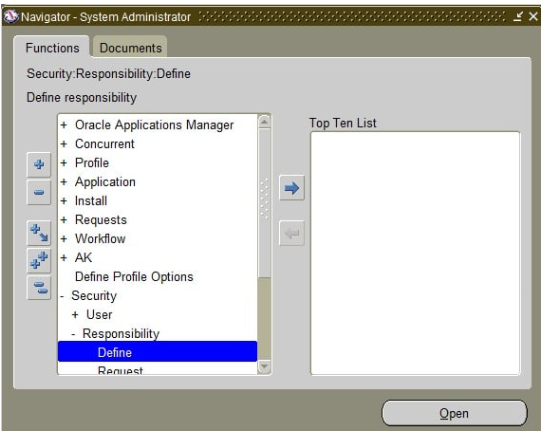 Navigator - System Administrator
Functions Documents
Security:Responsibility:Define
Define responsibility
Top Ten List
+ Oracle Applications Manager
+ Concurrent
+ Profile
+ Application
+ Install
+ Requests
+ Workflow
+ AK
Define Profile Options
- Security
+ User
- Responsibility
Define
Request
Open